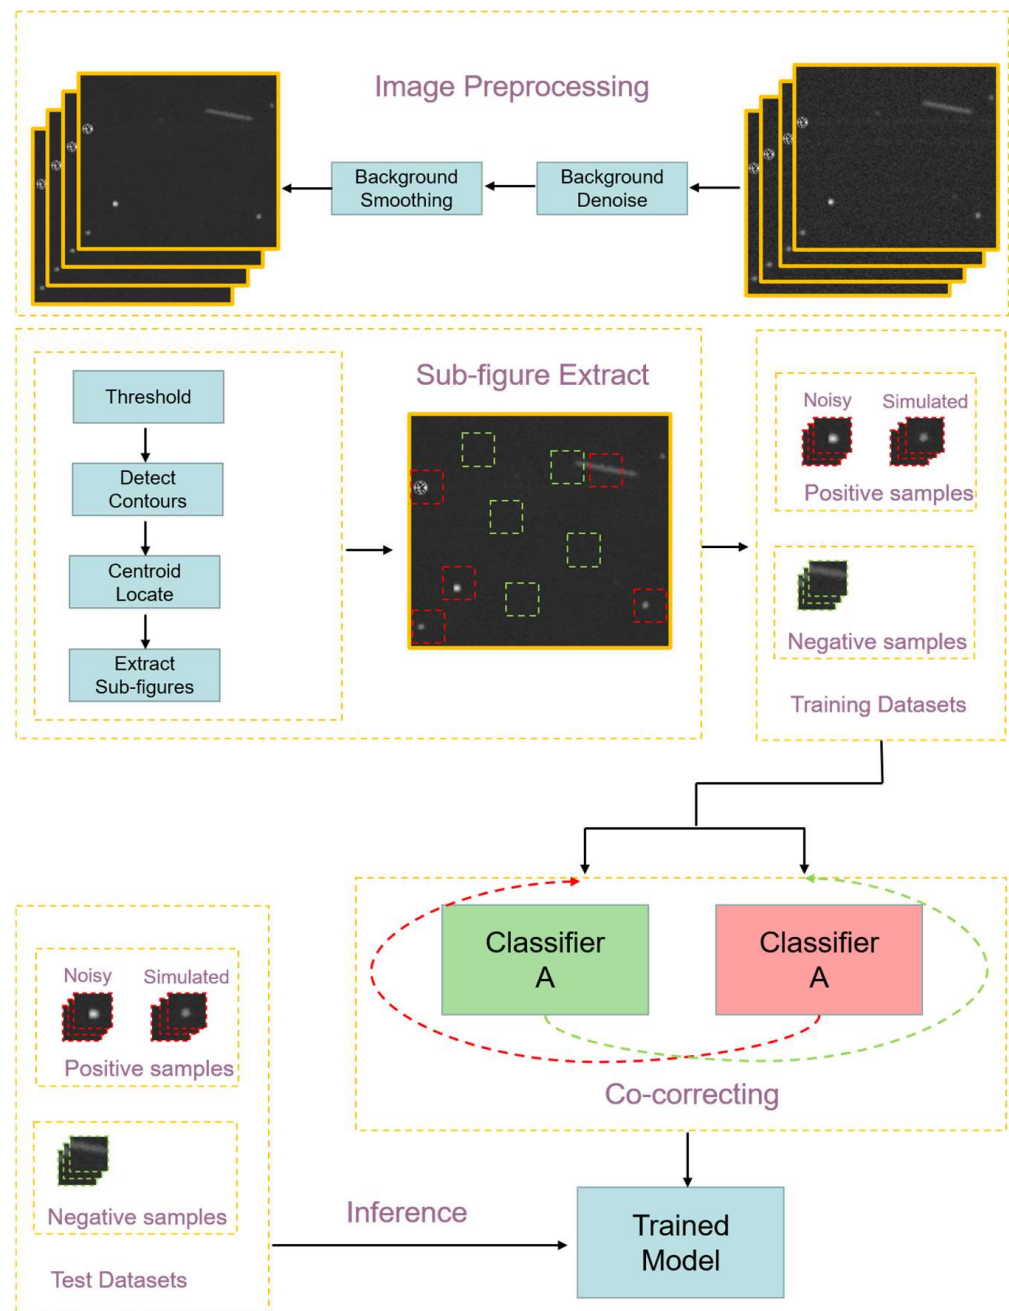 Image Preprocessing
Background
Smoothing
Background
Denoise
Sub-figure Extract
Threshold
Detect
Contours
Centroid
Locate
Extract
Sub-figures
Noisy
Simulated
Positive samples
Negative samples
Training Datasets
Classifier
A
Classifier
A
Co-correcting
Noisy
Simulated
Positive samples
Negative samples
Test Datasets
Inference
Trained
Model